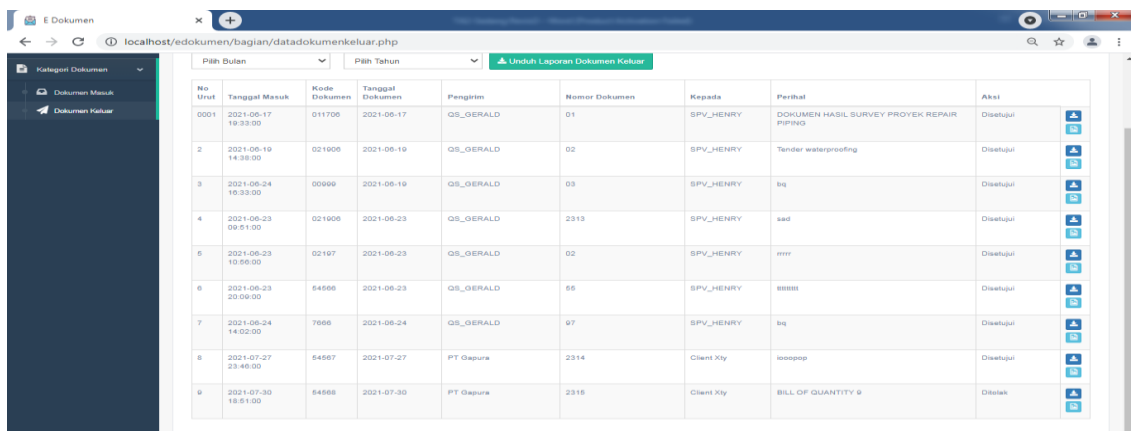 E Dokumen
localhost/edokumen/bagian/datadokumenkeluar.php
Kategori Dokumen
Dokumen Masuk
Dokumen Keluar
Pilih Bulan Pilih Tahun Unduh Laporan Dokumen Keluar
No Urut Tanggal Masuk Kode Dokumen Tanggal Dokumen Pengirim Nomor Dokumen Kepada Perihal Aksi
0001 2021-06-17 19:33:00 011706 2021-06-17 QS_GERALD 01 SPV_HENRY DOKUMEN HASIL SURVEY PROYEK REPAIR PIPING Disetujui
2 2021-06-19 14:38:00 021906 2021-06-19 QS_GERALD 02 SPV_HENRY Tender waterproofing Disetujui
3 2021-06-24 16:33:00 00999 2021-06-19 QS_GERALD 03 SPV_HENRY bq Disetujui
4 2021-06-23 09:51:00 021906 2021-06-23 QS_GERALD 2313 SPV_HENRY sad Disetujui
5 2021-06-23 10:56:00 02197 2021-06-23 QS_GERALD 02 SPV_HENRY rrrrr Disetujui
6 2021-06-23 20:09:00 54566 2021-06-23 QS_GERALD 55 SPV_HENRY Disetujui
7 2021-06-24 14:02:00 7666 2021-06-24 QS_GERALD 97 SPV_HENRY bq Disetujui
8 2021-07-27 23:46:00 54567 2021-07-27 PT Gapura 2314 Client Xty iooopop Disetujui
9 2021-07-30 18:51:00 54568 2021-07-30 PT Gapura 2315 Client Xty BILL OF QUANTITY 9 Ditolak